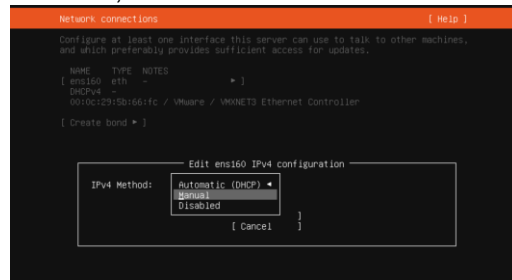 Network connections [ Help ]
Configure at least one interface this server can use to talk to other machines,
and which preferably provides sufficient access for updates.
NAME TYPE NOTES
[ ens160 eth - ▸ ]
DHCPv4 -
00:0c:29:5b:66:fc / VMware / VMXNET3 Ethernet Controller
[ Create bond ▸ ]
Edit ens160 IPv4 configuration
IPv4 Method: Automatic (DHCP) ◂
Manual
Disabled
]
[ Cancel ]